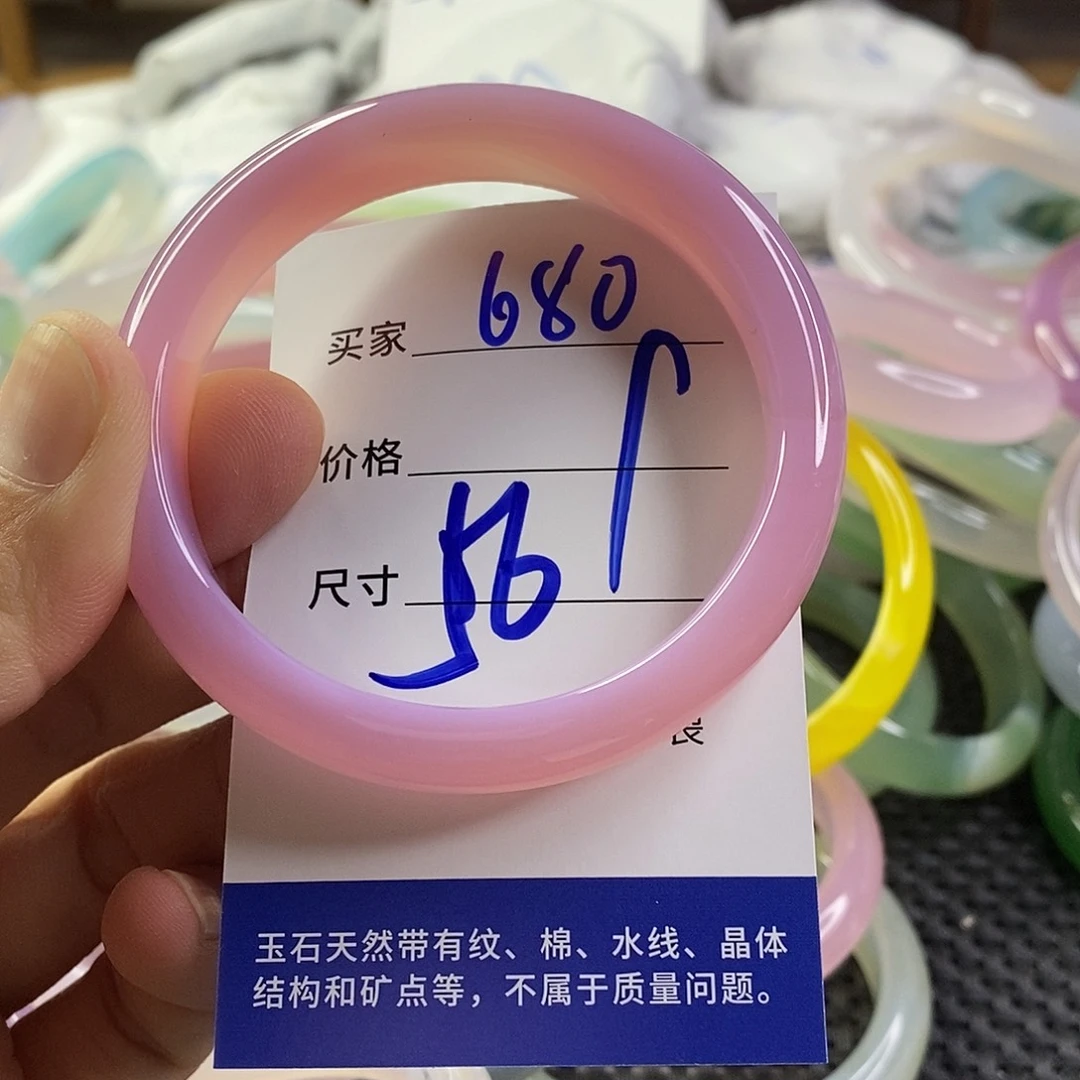 买家 680
价格
尺寸 56
玉石天然带有纹、棉、水线、晶体
结构和矿点等，不属于质量问题。